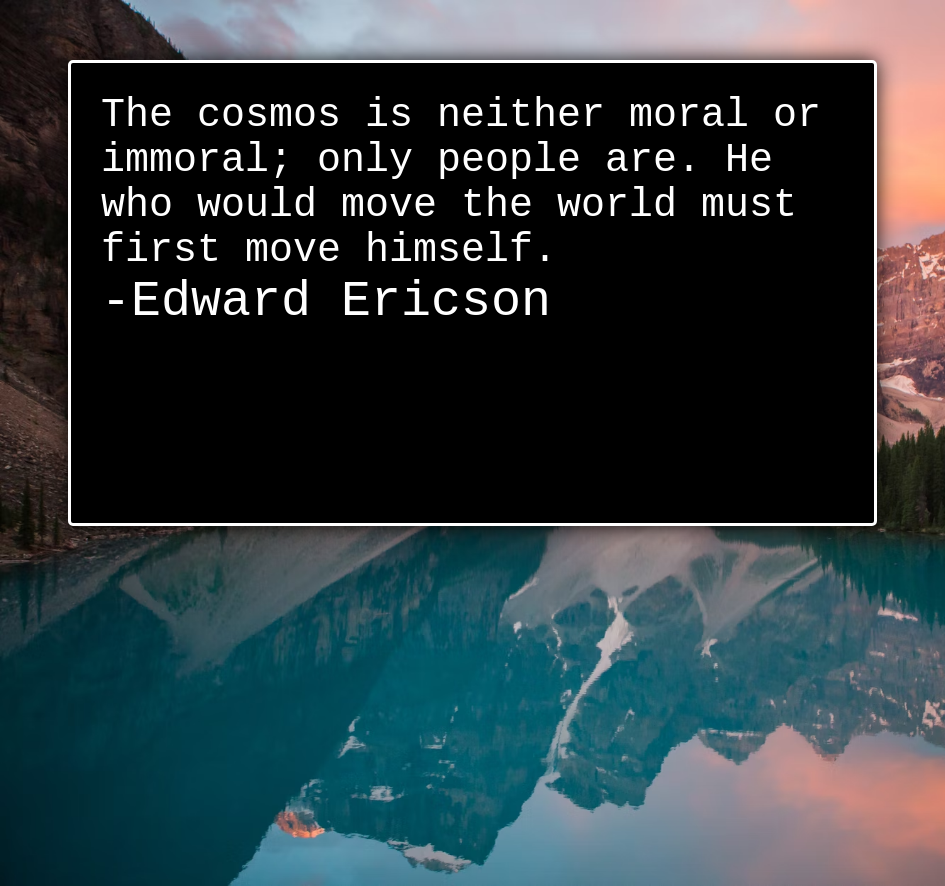 The cosmos is neither moral or
immoral; only people are. He
who would move the world must
first move himself.
-Edward Ericson